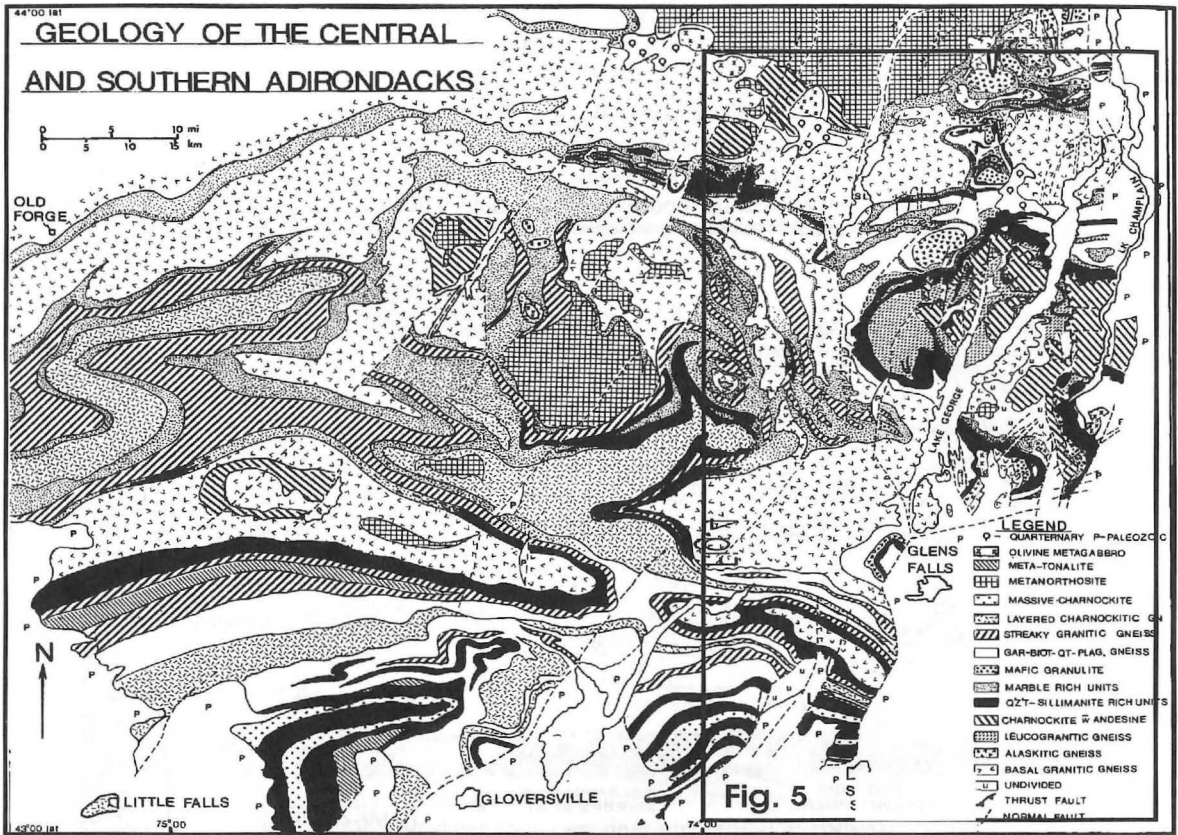 44°00 lat
GEOLOGY OF THE CENTRAL
AND SOUTHERN ADIRONDACKS
0 5 10 mi
0 5 10 15 km
OLD
FORGE
LK CHAMPLAIN
LAKE GEORGE
GLENS
FALLS
N
LITTLE FALLS
GLOVERSVILLE
Fig. 5
43°00 lat
75°00
74°00
LEGEND
Q - QUATERNARY P-PALEOZOIC
OLIVINE METAGABBRO
META-TONALITE
METANORTHOSITE
MASSIVE CHARNOCKITE
LAYERED CHARNOCKITIC GN
STREAKY GRANITIC GNEISS
GAR-BIOT-QT-PLAG. GNEISS
MAFIC GRANULITE
MARBLE RICH UNITS
QZ'T-SILLIMANITE RICH UNITS
CHARNOCKITE W ANDESINE
LEUCOGRANITIC GNEISS
ALASKITIC GNEISS
BASAL GRANITIC GNEISS
U UNDIVIDED
THRUST FAULT
NORMAL FAULT